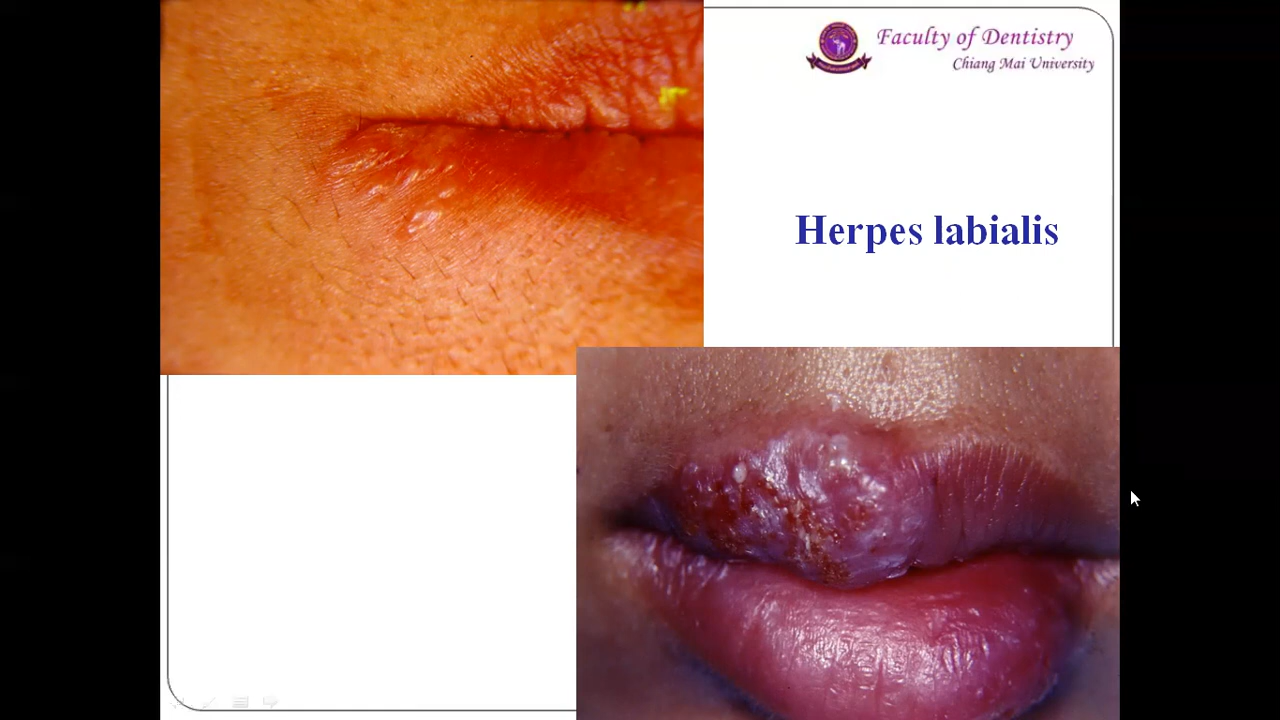 Faculty of Dentistry
Chiang Mai University
Herpes labialis